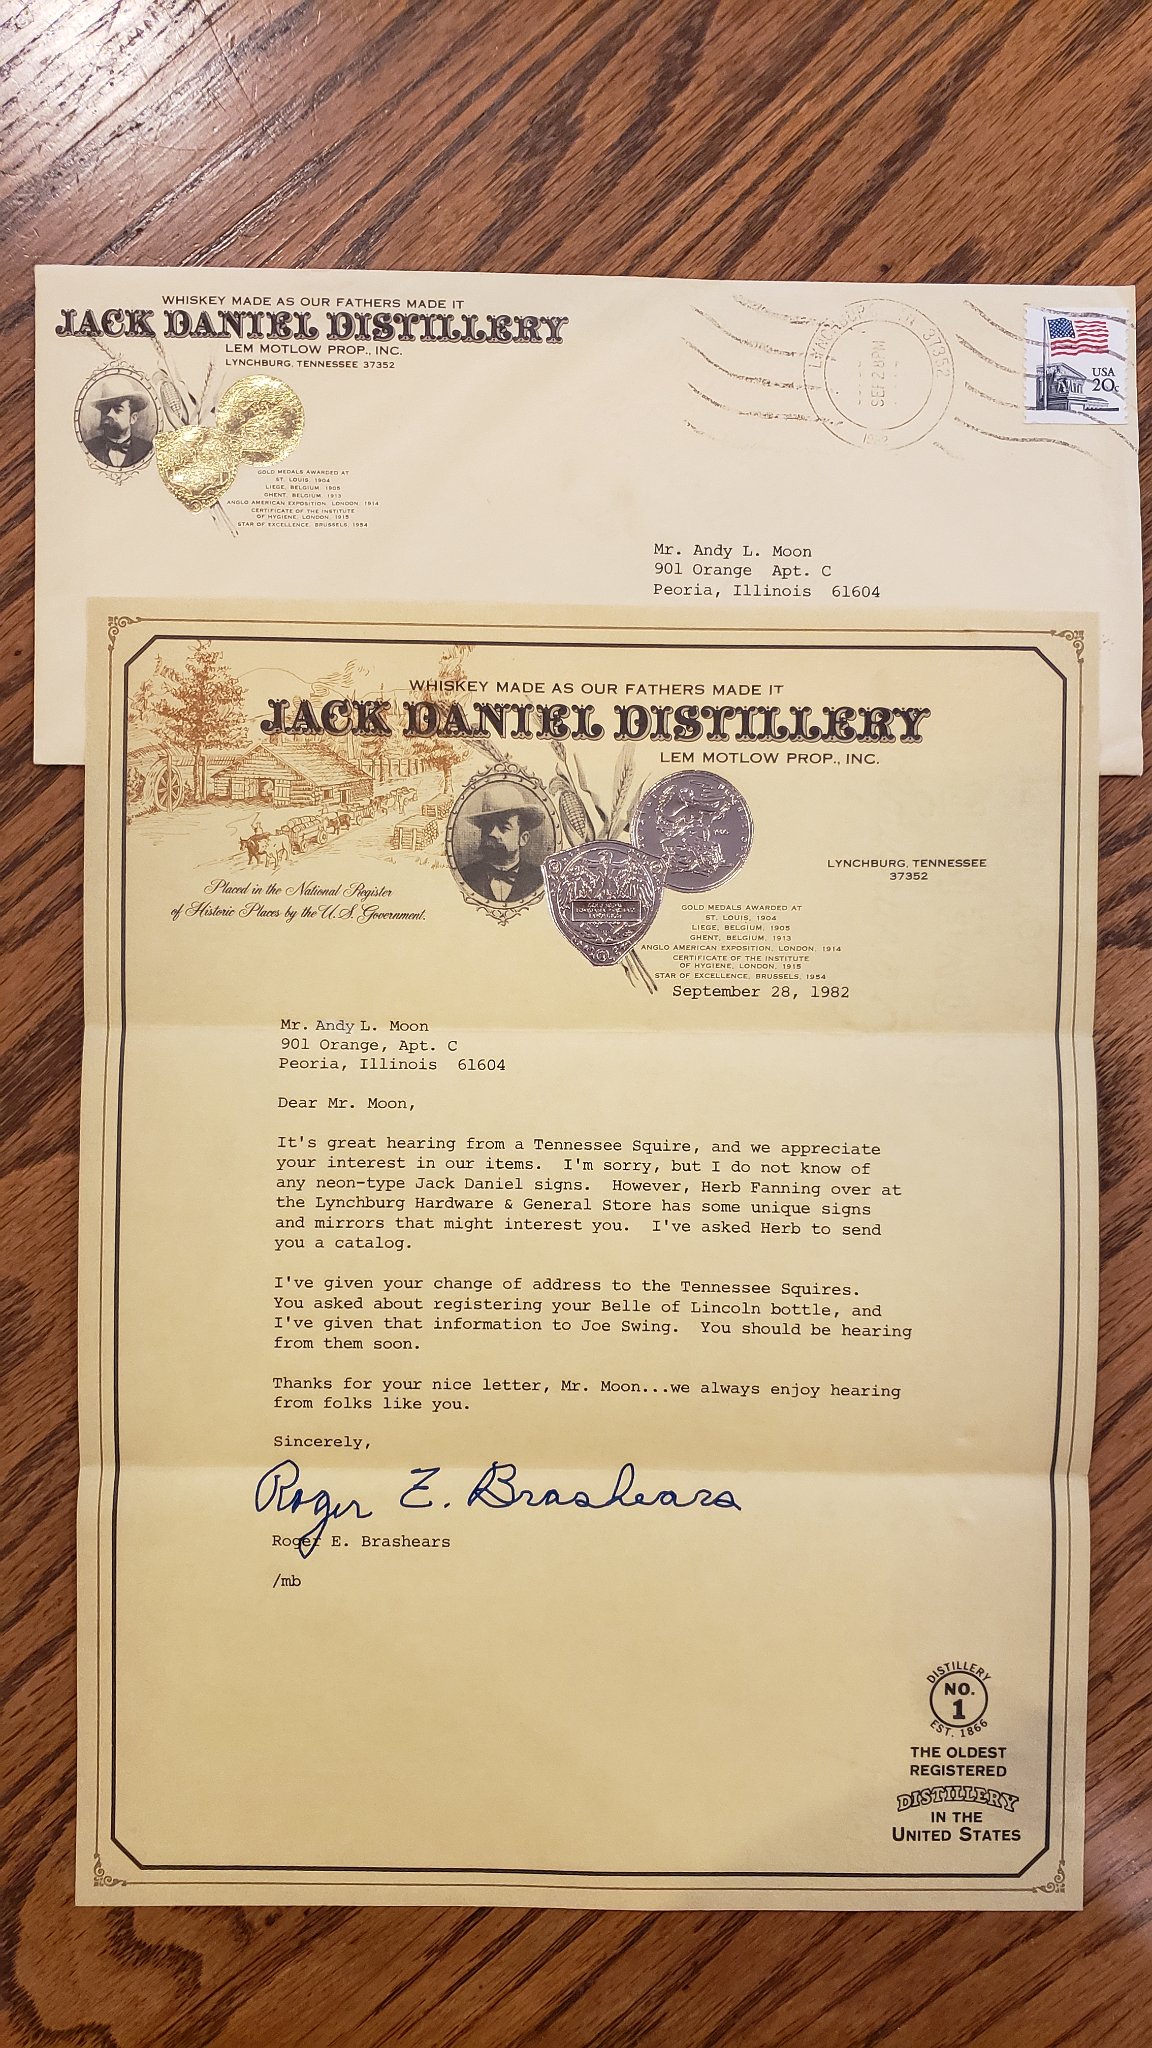 WHISKEY MADE AS OUR FATHERS MADE IT
JACK DANIEL DISTILLERY
LEM MOTLOW PROP., INC.
LYNCHBURG, TENNESSEE 37352
GOLD MEDALS AWARDED AT
ST. LOUIS, 1904
LIEGE, BELGIUM, 1905
GHENT, BELGIUM, 1913
ANGLO AMERICAN EXPOSITION, LONDON, 1914
CERTIFICATE OF THE INSTITUTE
OF HYGIENE, LONDON, 1915
STAR OF EXCELLENCE, BRUSSELS, 1954
37352
PM
USA
20c
Mr. Andy L. Moon
901 Orange Apt. C
Peoria, Illinois 61604
WHISKEY MADE AS OUR FATHERS MADE IT
JACK DANIEL DISTILLERY
LEM MOTLOW PROP., INC.
LYNCHBURG, TENNESSEE
37352
Placed in the National Register
of Historic Places by the U.S. Government.
GOLD MEDALS AWARDED AT
ST. LOUIS, 1904
LIEGE, BELGIUM, 1905
GHENT, BELGIUM, 1913
ANGLO AMERICAN EXPOSITION, LONDON, 1914
CERTIFICATE OF THE INSTITUTE
OF HYGIENE, LONDON, 1915
STAR OF EXCELLENCE, BRUSSELS, 1954
September 28, 1982
Mr. Andy L. Moon
901 Orange, Apt. C
Peoria, Illinois 61604
Dear Mr. Moon,
It's great hearing from a Tennessee Squire, and we appreciate
your interest in our items. I'm sorry, but I do not know of
any neon-type Jack Daniel signs. However, Herb Fanning over at
the Lynchburg Hardware & General Store has some unique signs
and mirrors that might interest you. I've asked Herb to send
you a catalog.
I've given your change of address to the Tennessee Squires.
You asked about registering your Belle of Lincoln bottle, and
I've given that information to Joe Swing. You should be hearing
from them soon.
Thanks for your nice letter, Mr. Moon...we always enjoy hearing
from folks like you.
Sincerely,
Roger E. Brashears
Roger E. Brashears
/mb
DISTILLERY
NO.
1
EST. 1866
THE OLDEST
REGISTERED
DISTILLERY
IN THE
UNITED STATES